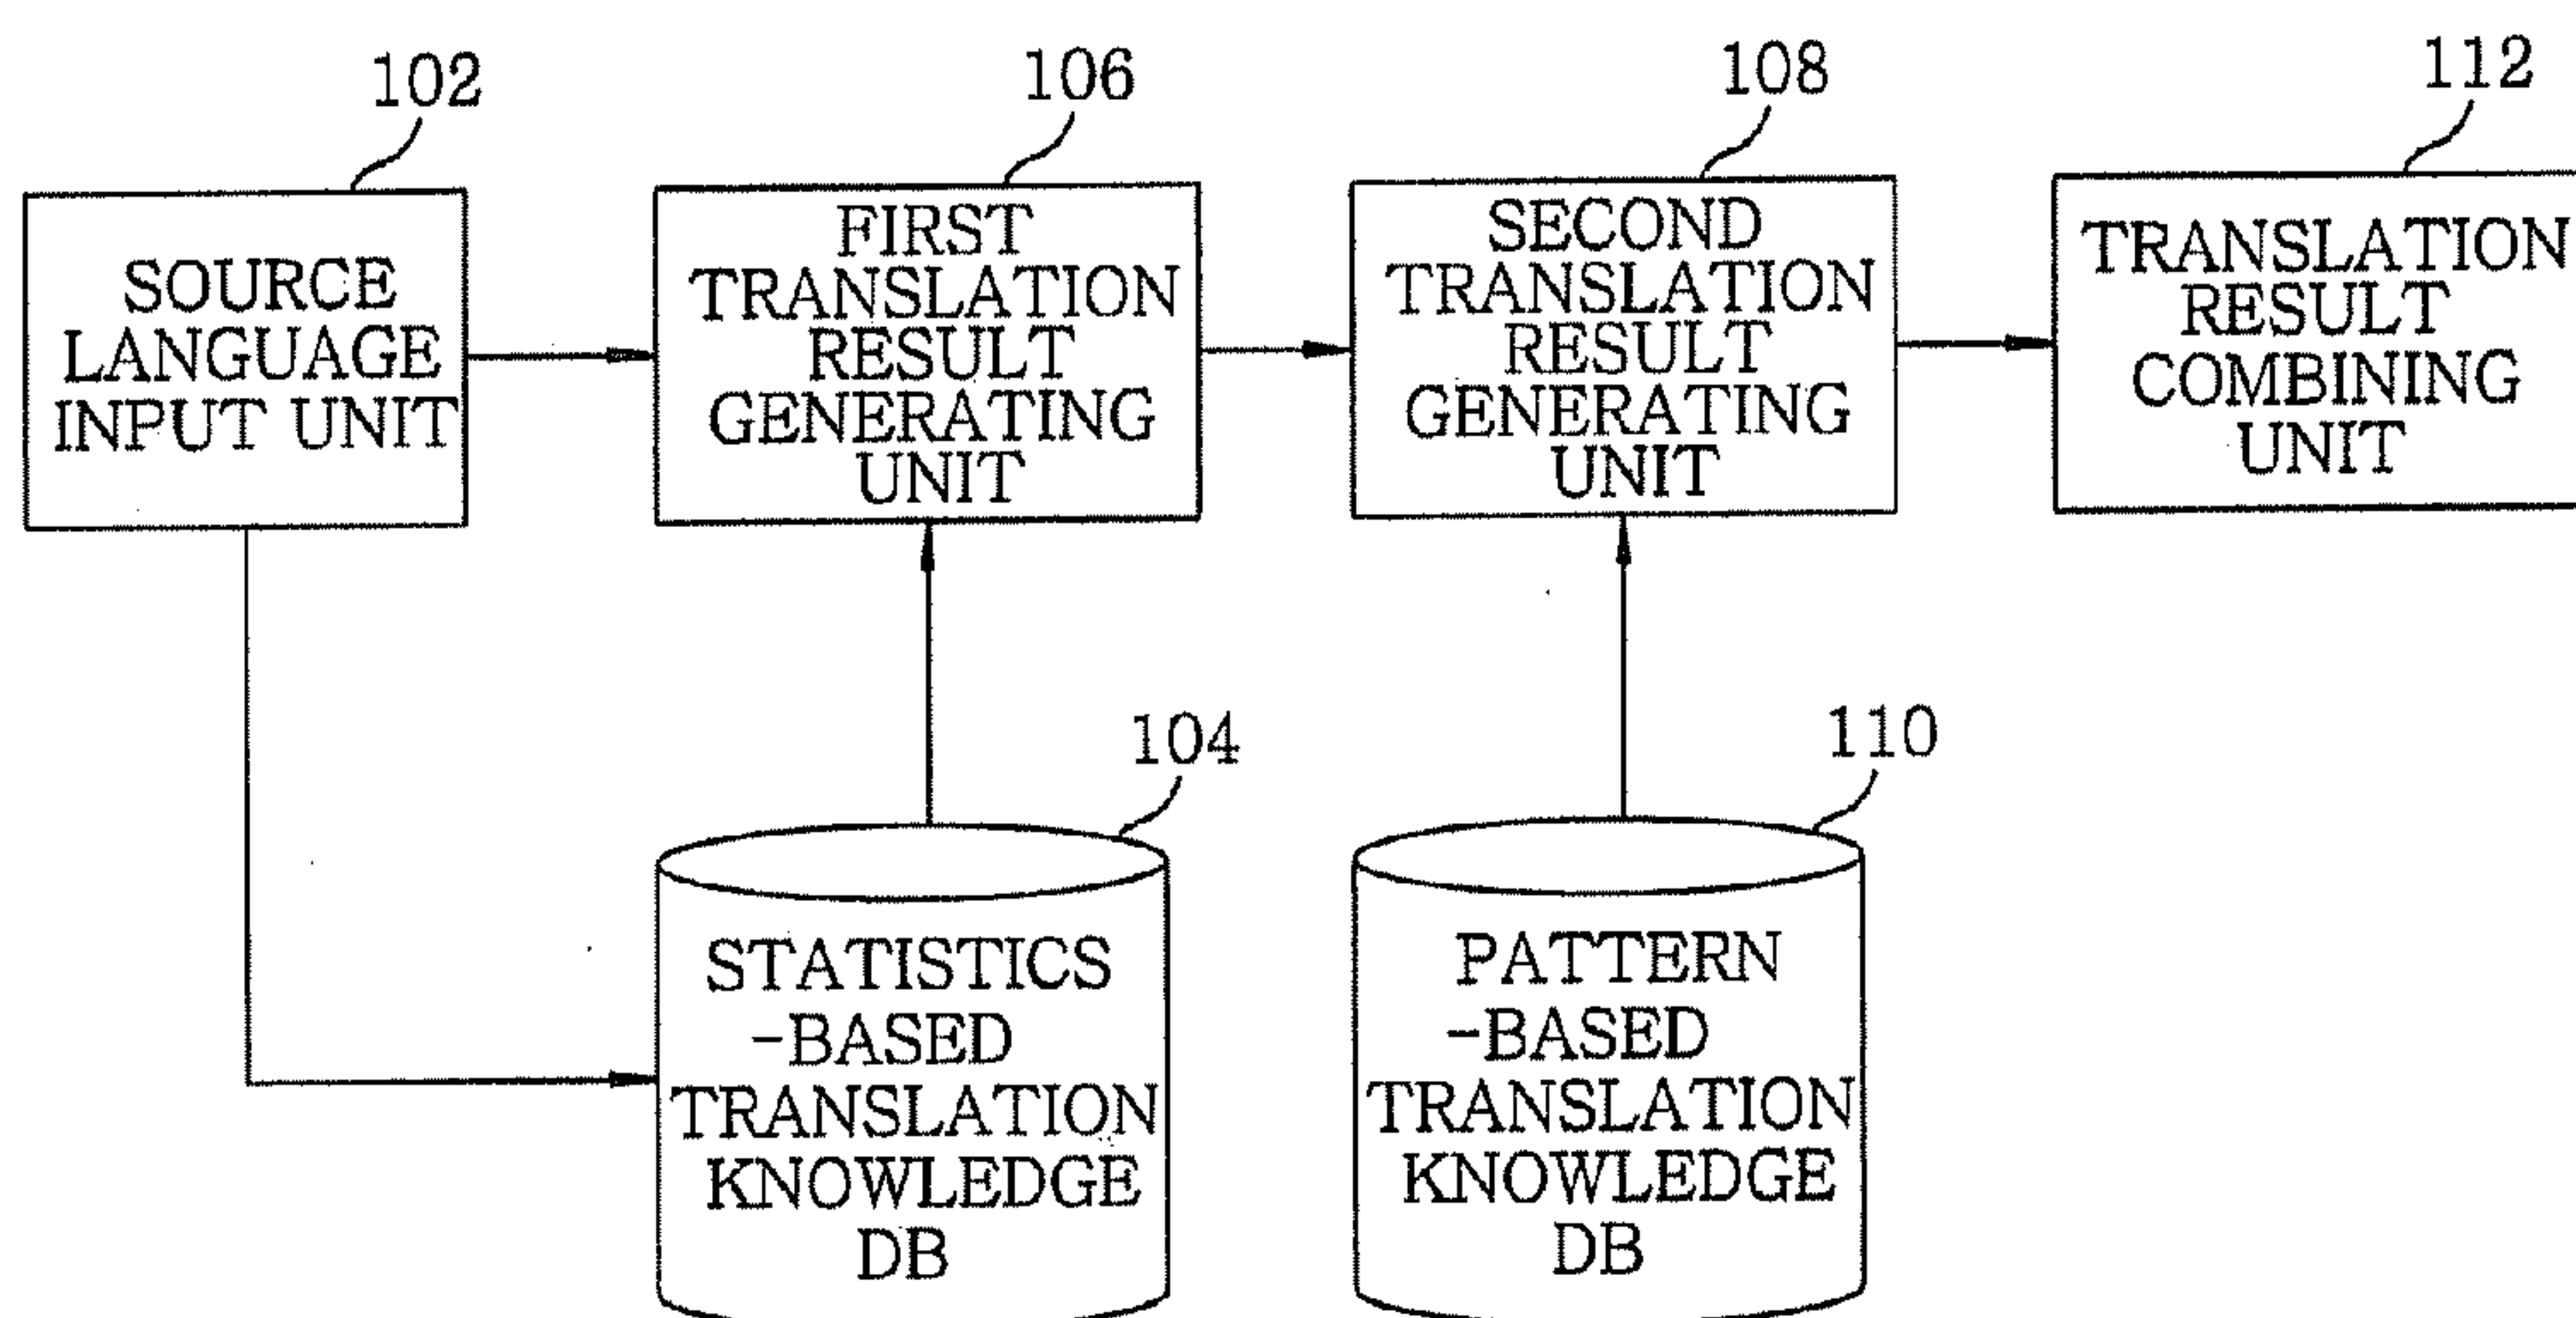 102
106
108
112
SOURCE
LANGUAGE
INPUT UNIT
FIRST
TRANSLATION
RESULT
GENERATING
UNIT
SECOND
TRANSLATION
RESULT
GENERATING
UNIT
TRANSLATION
RESULT
COMBINING
UNIT
104
110
STATISTICS
-BASED
TRANSLATION
KNOWLEDGE
DB
PATTERN
-BASED
TRANSLATION
KNOWLEDGE
DB